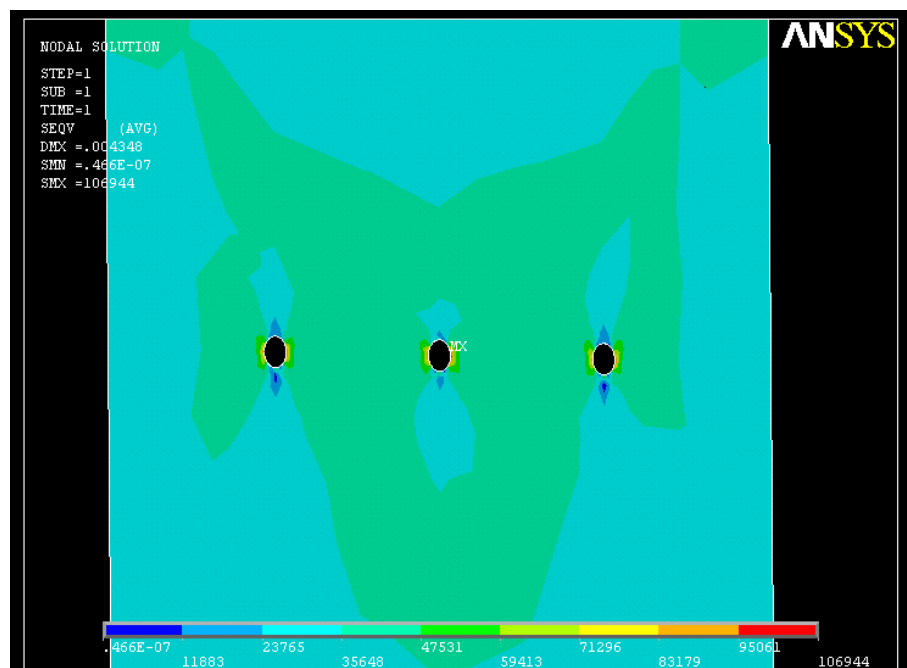 ANSYS
NODAL SOLUTION
STEP=1
SUB =1
TIME=1
SEQV (AVG)
DMX =.004348
SMN =.466E-07
SMX =106944
MX
.466E-07 23765 47531 71296 95061
11883 35648 59413 83179 106944